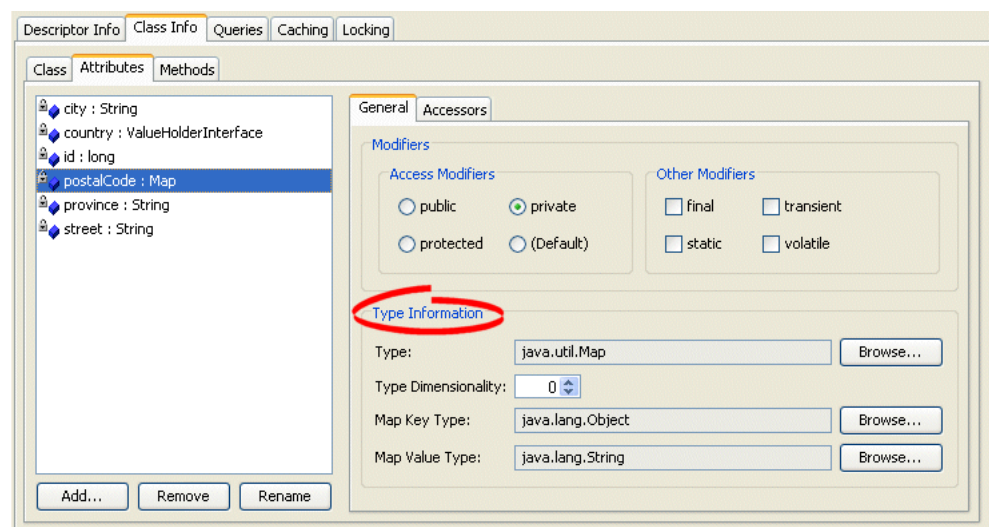 Descriptor Info Class Info Queries Caching Locking
Class Attributes Methods
city : String
country : ValueHolderInterface
id : long
postalCode : Map
province : String
street : String
Add... Remove Rename
General Accessors
Modifiers
Access Modifiers
public private
protected (Default)
Other Modifiers
final transient
static volatile
Type Information
Type: java.util.Map Browse...
Type Dimensionality: 0
Map Key Type: java.lang.Object Browse...
Map Value Type: java.lang.String Browse...